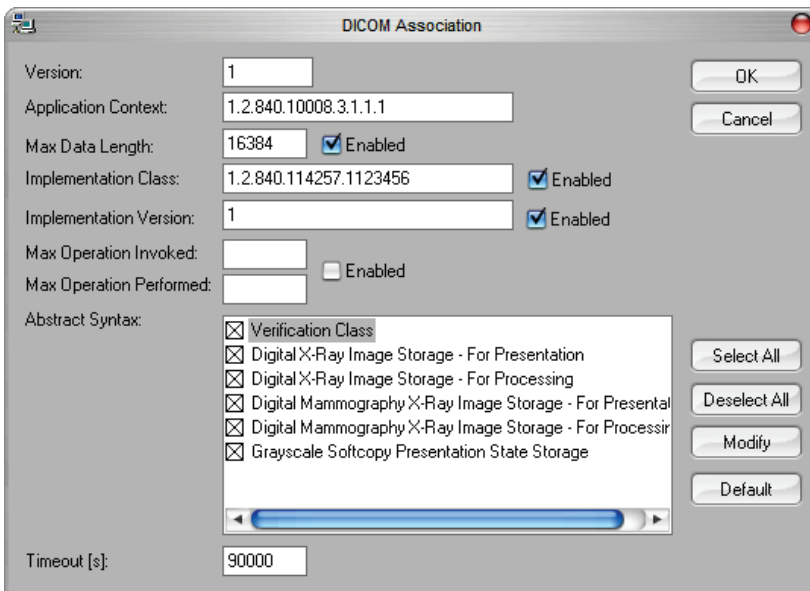 DICOM Association
Version: 1
OK
Application Context: 1.2.840.10008.3.1.1.1
Cancel
Max Data Length: 16384 Enabled
Implementation Class: 1.2.840.114257.1123456 Enabled
Implementation Version: 1 Enabled
Max Operation Invoked:
Enabled
Max Operation Performed:
Abstract Syntax:
Verification Class
Digital X-Ray Image Storage - For Presentation
Digital X-Ray Image Storage - For Processing
Digital Mammography X-Ray Image Storage - For Presentat
Digital Mammography X-Ray Image Storage - For Processin
Grayscale Softcopy Presentation State Storage
Select All
Deselect All
Modify
Default
Timeout [s]: 90000